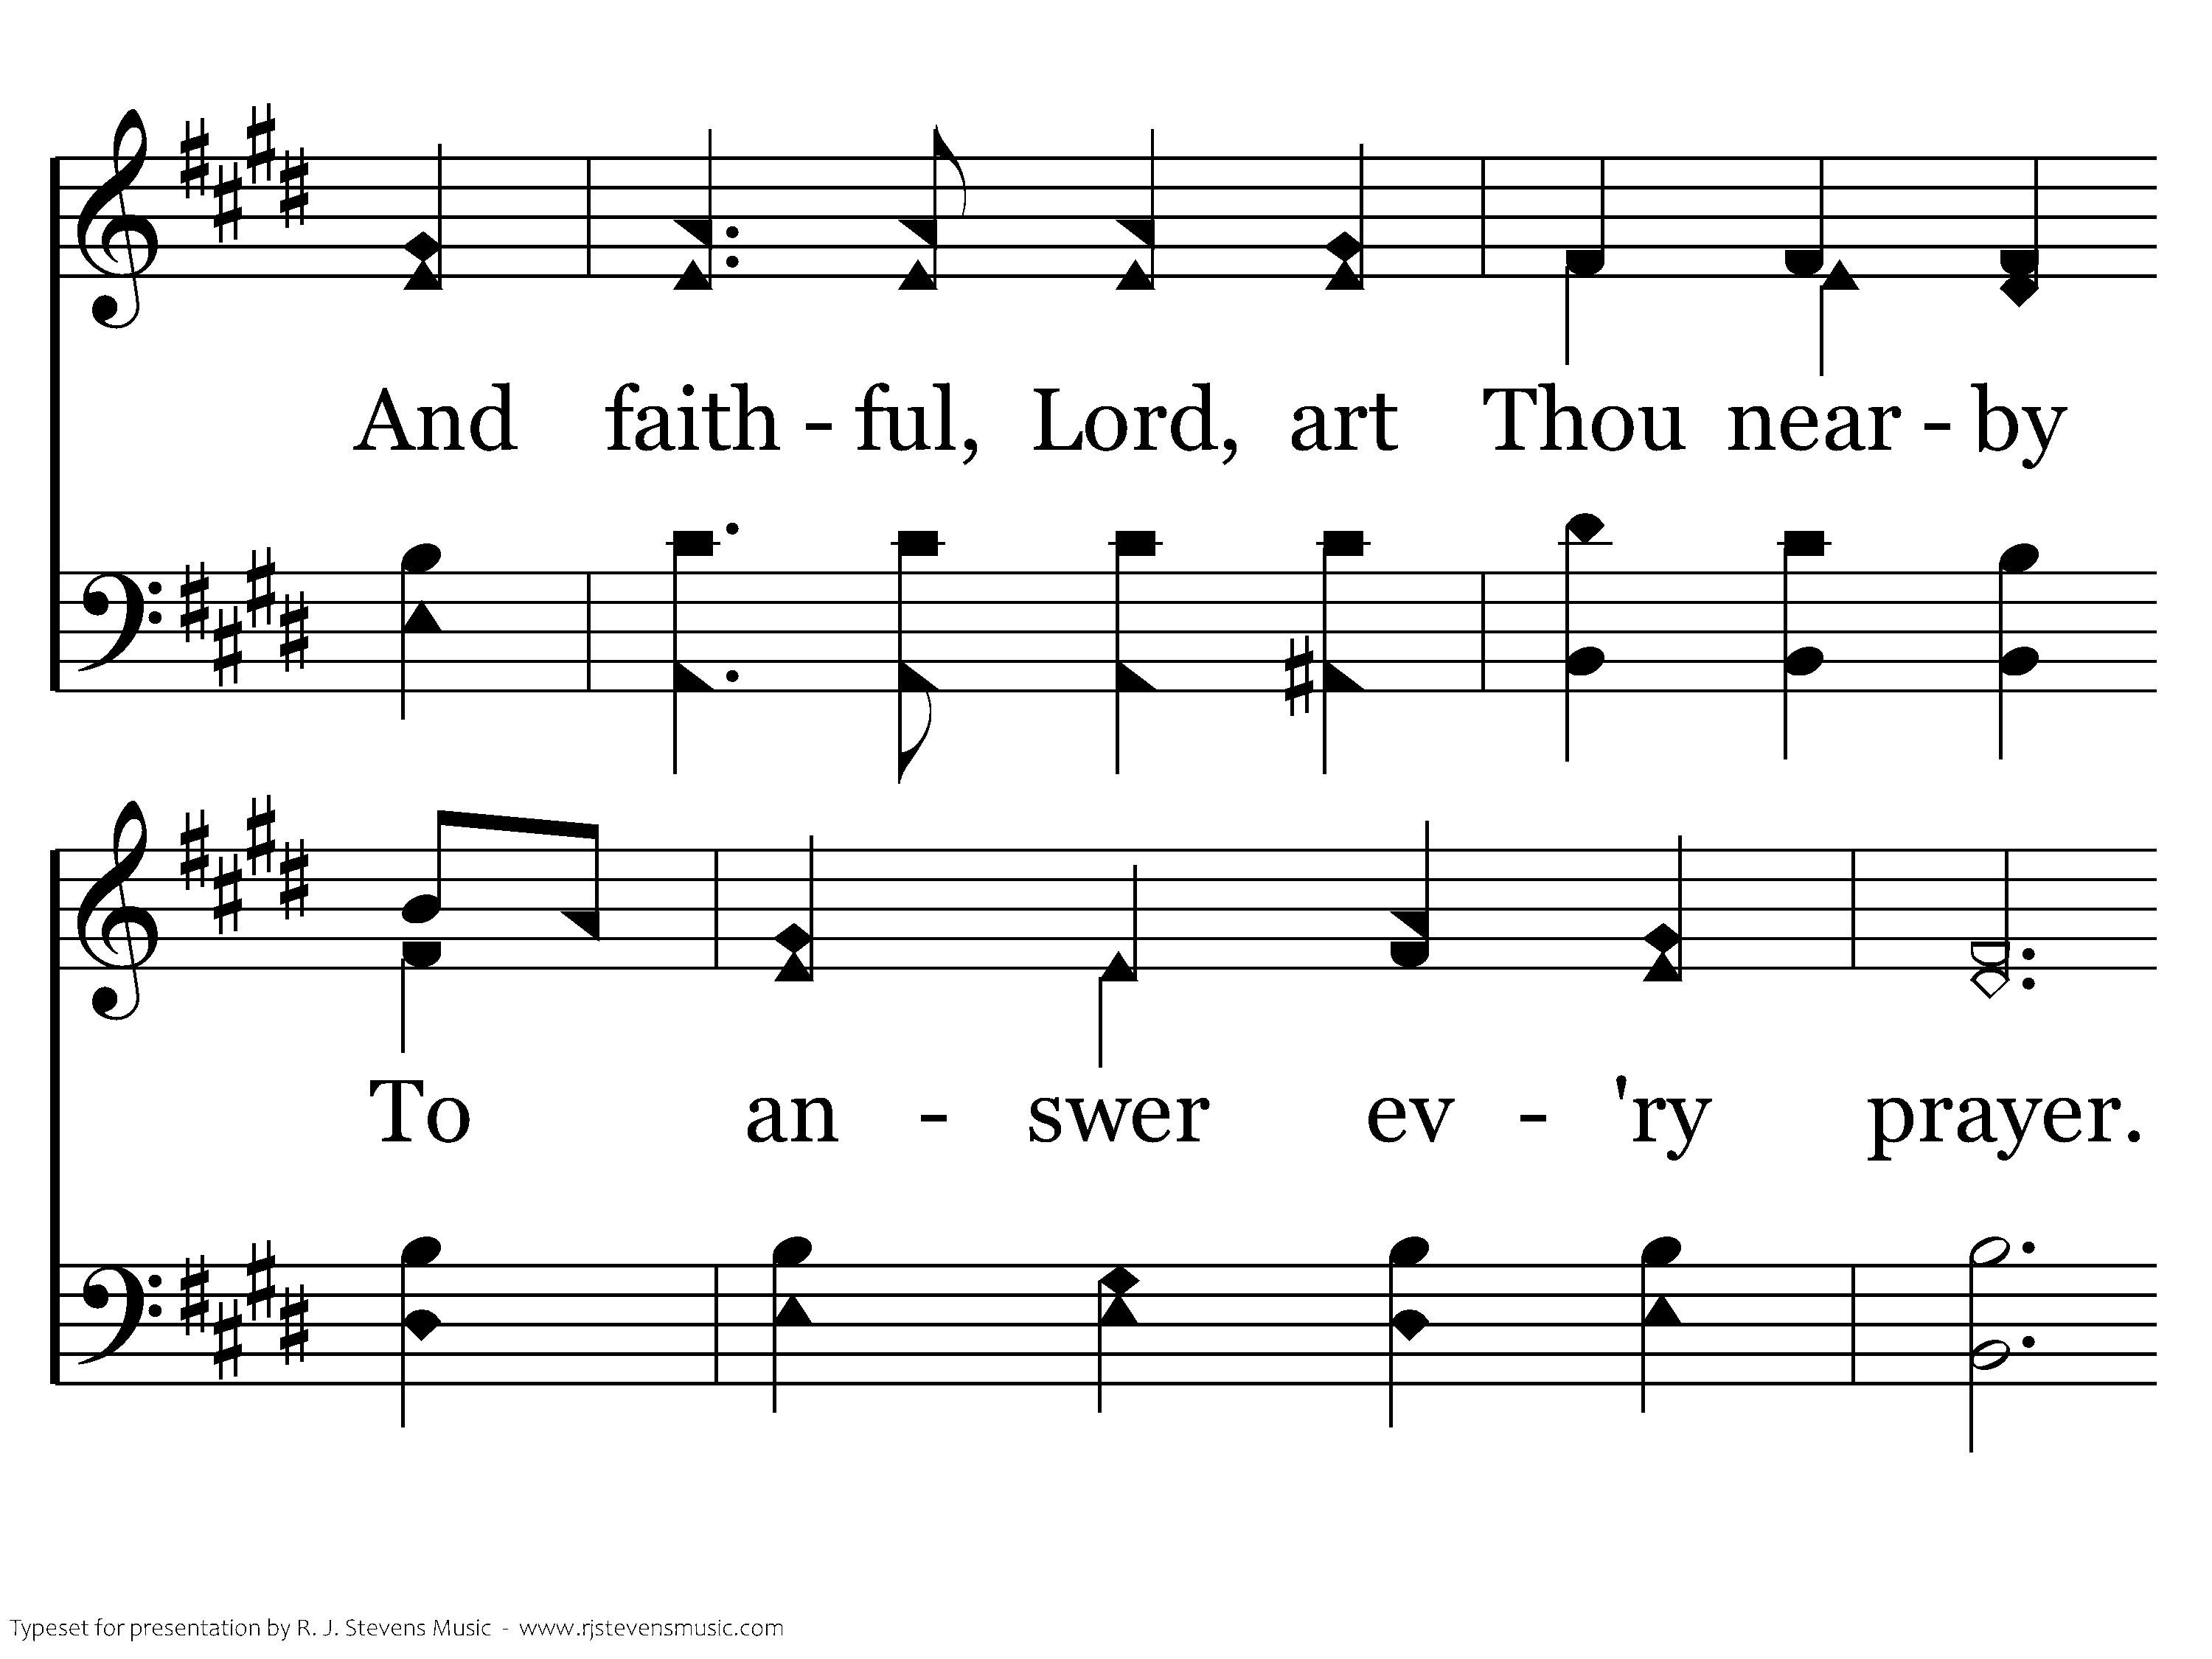 And faith - ful, Lord, art Thou near - by
To an - swer ev - 'ry prayer.
Typeset for presentation by R. J. Stevens Music - www.rjstevensmusic.com